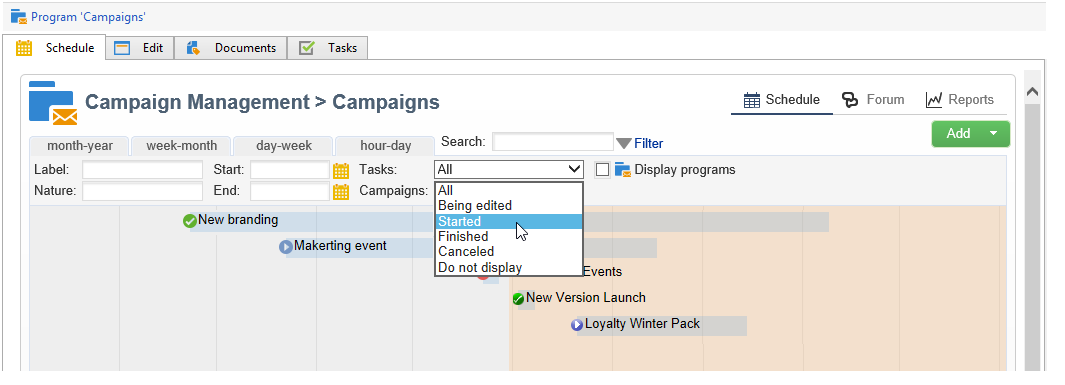 Program 'Campaigns'
Schedule Edit Documents Tasks
Campaign Management > Campaigns
Schedule Forum Reports
Add
month-year week-month day-week hour-day Search: Filter
Label: Start: Tasks: All Display programs
Nature: End: Campaigns:
All
Being edited
Started
Finished
Canceled
Do not display
New branding
Makerting event
Events
New Version Launch
Loyalty Winter Pack